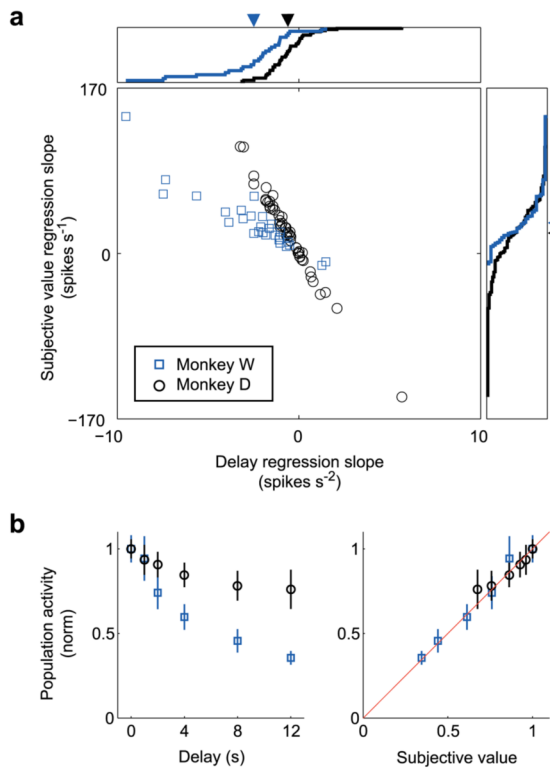 a
170
Subjective value regression slope
(spikes s⁻¹)
0
Monkey W
Monkey D
−170
−10
0
10
Delay regression slope
(spikes s⁻²)
b
Population activity
(norm)
1
0.5
0
0
4
8
12
Delay (s)
1
0.5
0
0
0.5
1
Subjective value